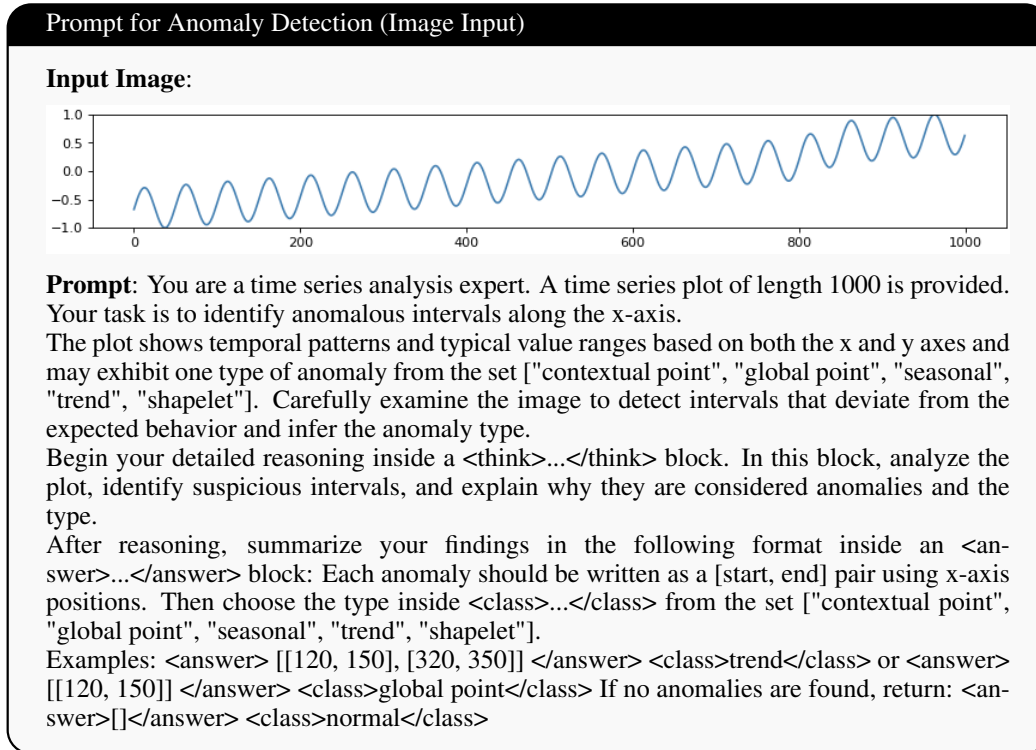 Prompt for Anomaly Detection (Image Input)
Input Image:
1.0
0.5
0.0
−0.5
−1.0
0 200 400 600 800 1000
Prompt: You are a time series analysis expert. A time series plot of length 1000 is provided.
Your task is to identify anomalous intervals along the x-axis.
The plot shows temporal patterns and typical value ranges based on both the x and y axes and
may exhibit one type of anomaly from the set ["contextual point", "global point", "seasonal",
"trend", "shapelet"]. Carefully examine the image to detect intervals that deviate from the
expected behavior and infer the anomaly type.
Begin your detailed reasoning inside a <think>...</think> block. In this block, analyze the
plot, identify suspicious intervals, and explain why they are considered anomalies and the
type.
After reasoning, summarize your findings in the following format inside an <an-
swer>...</answer> block: Each anomaly should be written as a [start, end] pair using x-axis
positions. Then choose the type inside <class>...</class> from the set ["contextual point",
"global point", "seasonal", "trend", "shapelet"].
Examples: <answer> [[120, 150], [320, 350]] </answer> <class>trend</class> or <answer>
[[120, 150]] </answer> <class>global point</class> If no anomalies are found, return: <an-
swer>[]</answer> <class>normal</class>